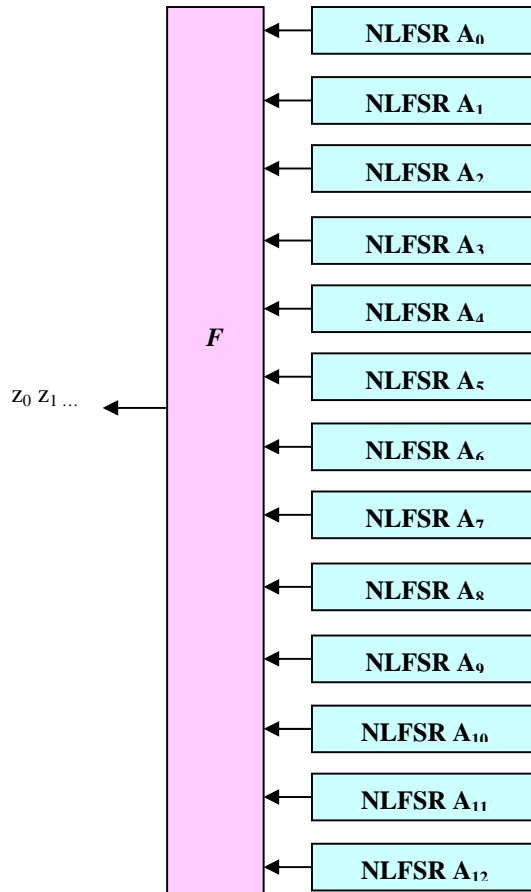 NLFSR A₀
NLFSR A₁
NLFSR A₂
NLFSR A₃
NLFSR A₄
F
NLFSR A₅
z₀ z₁ ...
NLFSR A₆
NLFSR A₇
NLFSR A₈
NLFSR A₉
NLFSR A₁₀
NLFSR A₁₁
NLFSR A₁₂